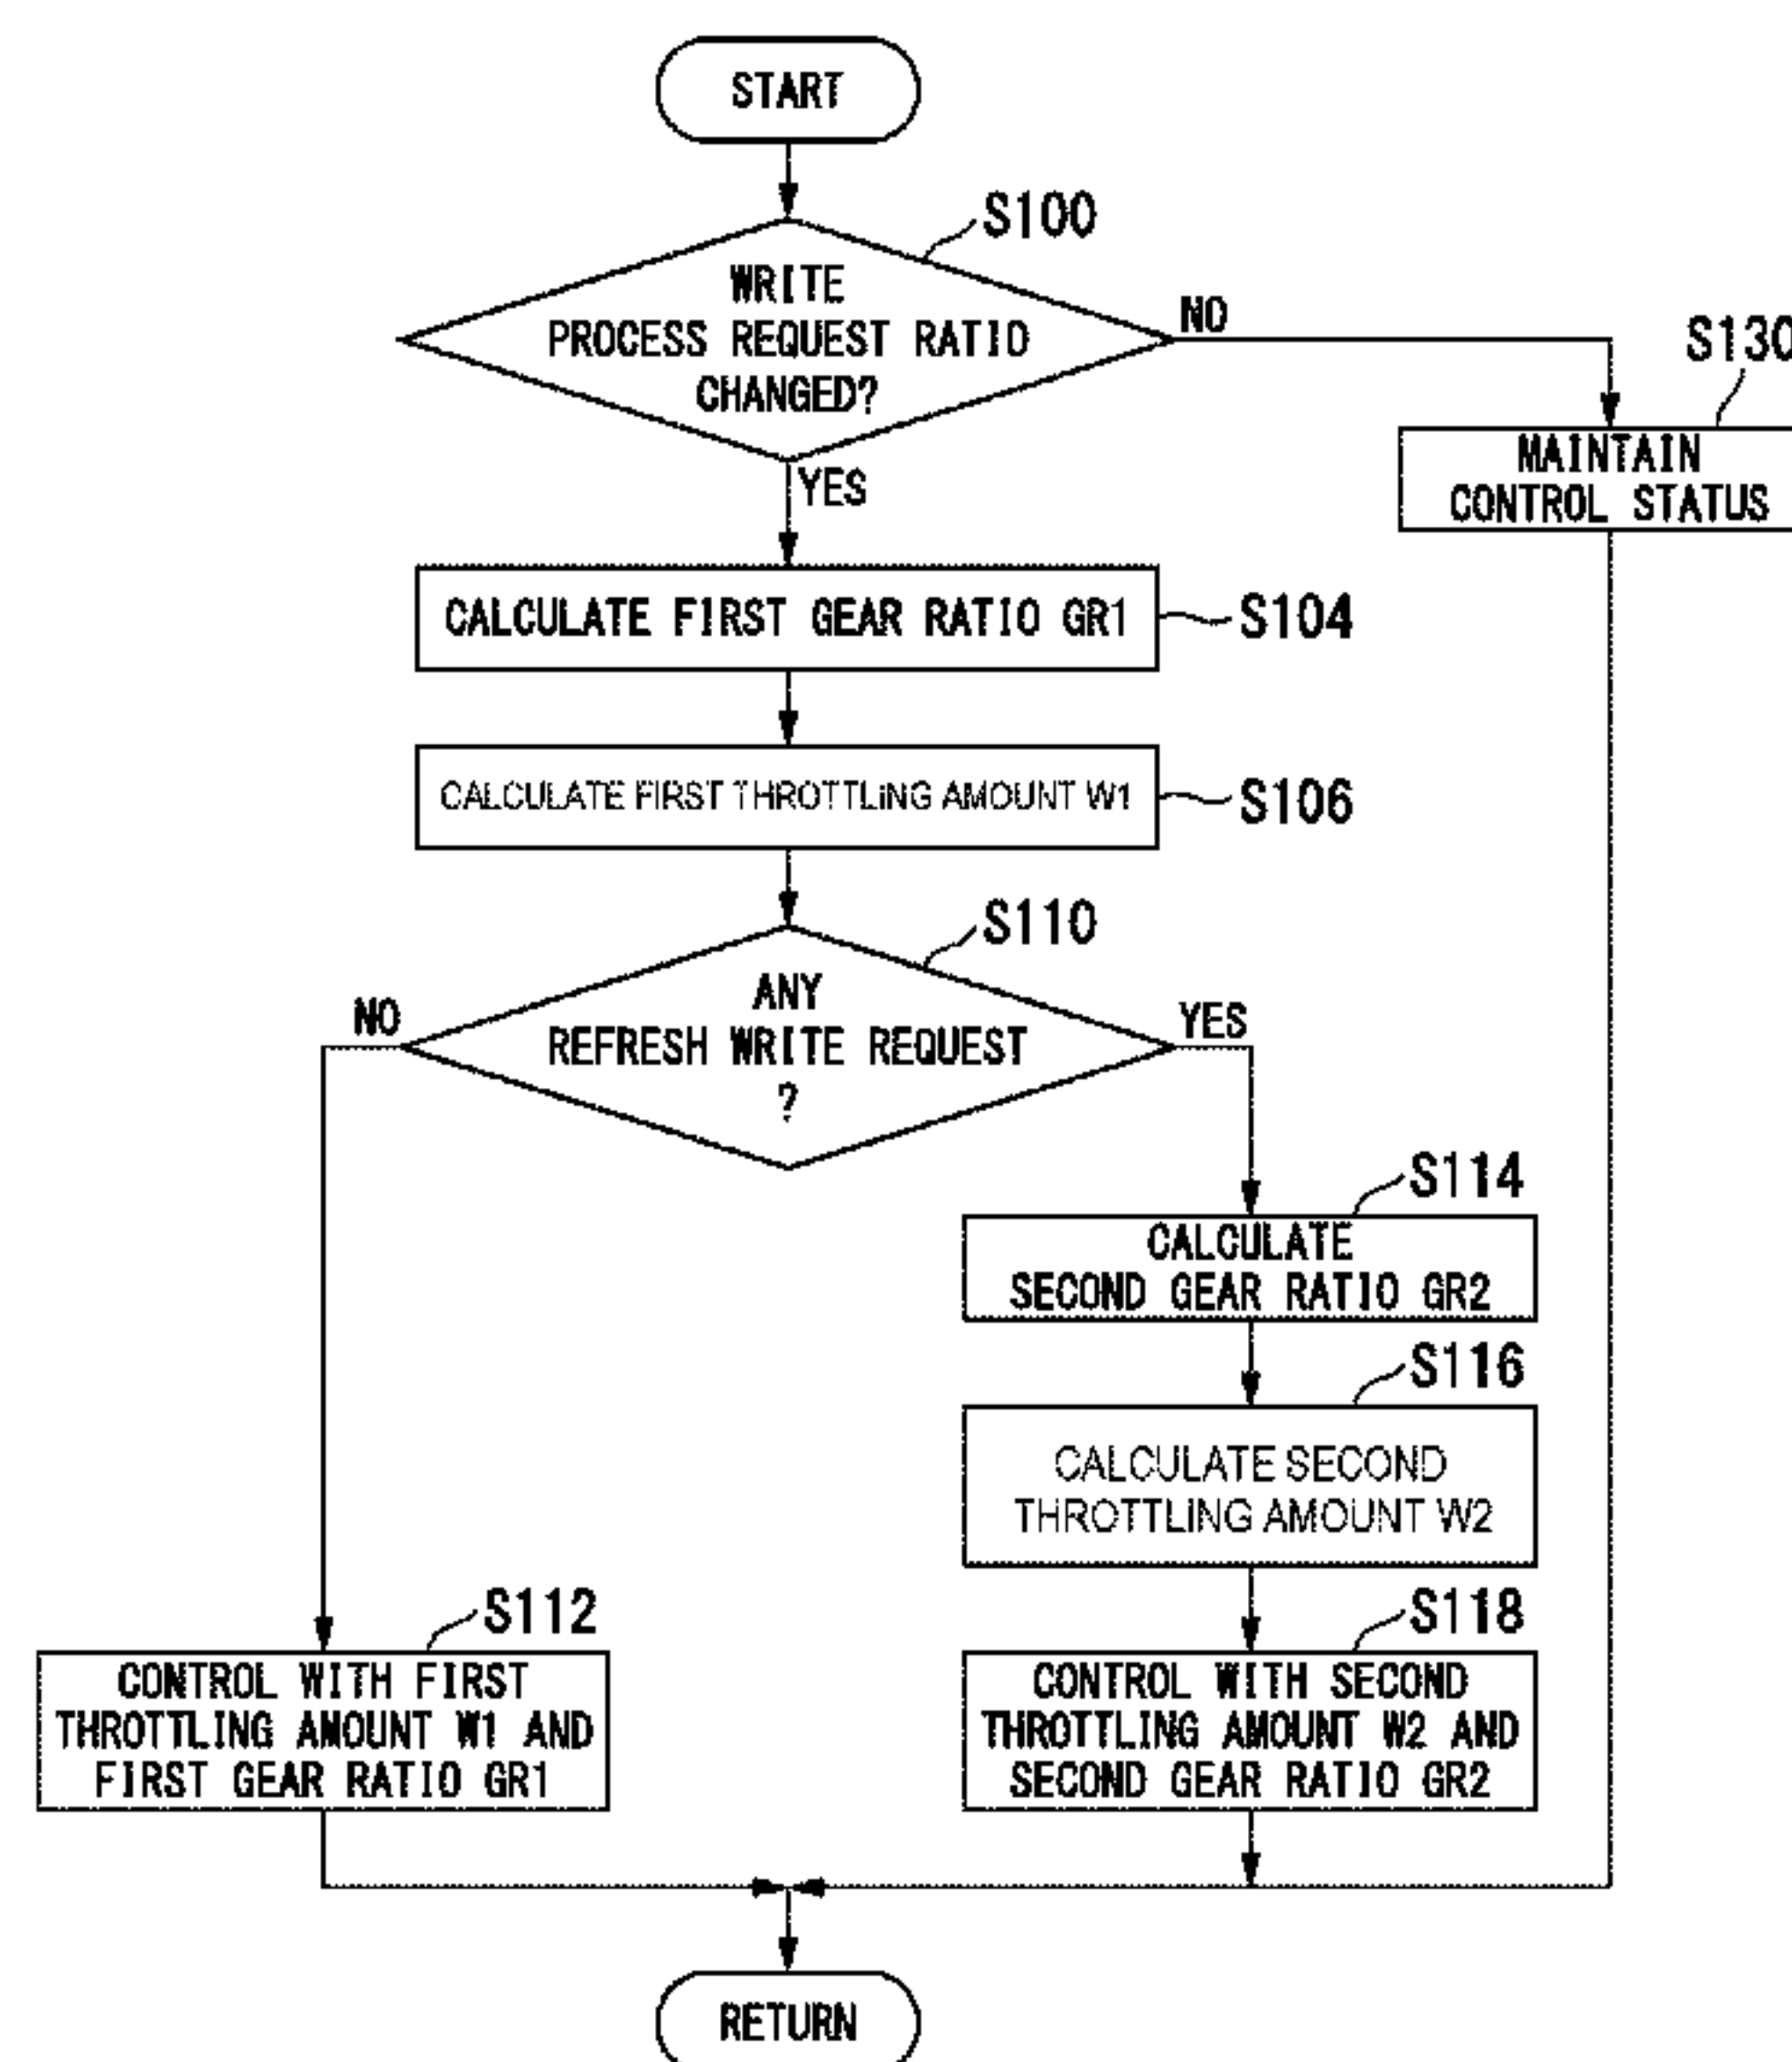 START
S100
WRITE
PROCESS REQUEST RATIO
CHANGED?
NO
S130
MAINTAIN
CONTROL STATUS
YES
CALCULATE FIRST GEAR RATIO GR1
S104
CALCULATE FIRST THROTTLING AMOUNT W1
S106
S110
ANY
REFRESH WRITE REQUEST
?
NO
YES
S114
CALCULATE
SECOND GEAR RATIO GR2
S116
CALCULATE SECOND
THROTTLING AMOUNT W2
S112
CONTROL WITH FIRST
THROTTLING AMOUNT W1 AND
FIRST GEAR RATIO GR1
S118
CONTROL WITH SECOND
THROTTLING AMOUNT W2 AND
SECOND GEAR RATIO GR2
RETURN